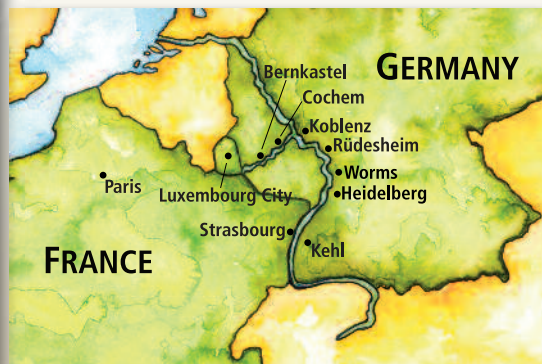 GERMANY
Bernkastel
Cochem
Koblenz
Rüdesheim
Worms
Heidelberg
Paris
Luxembourg City
Strasbourg
Kehl
FRANCE